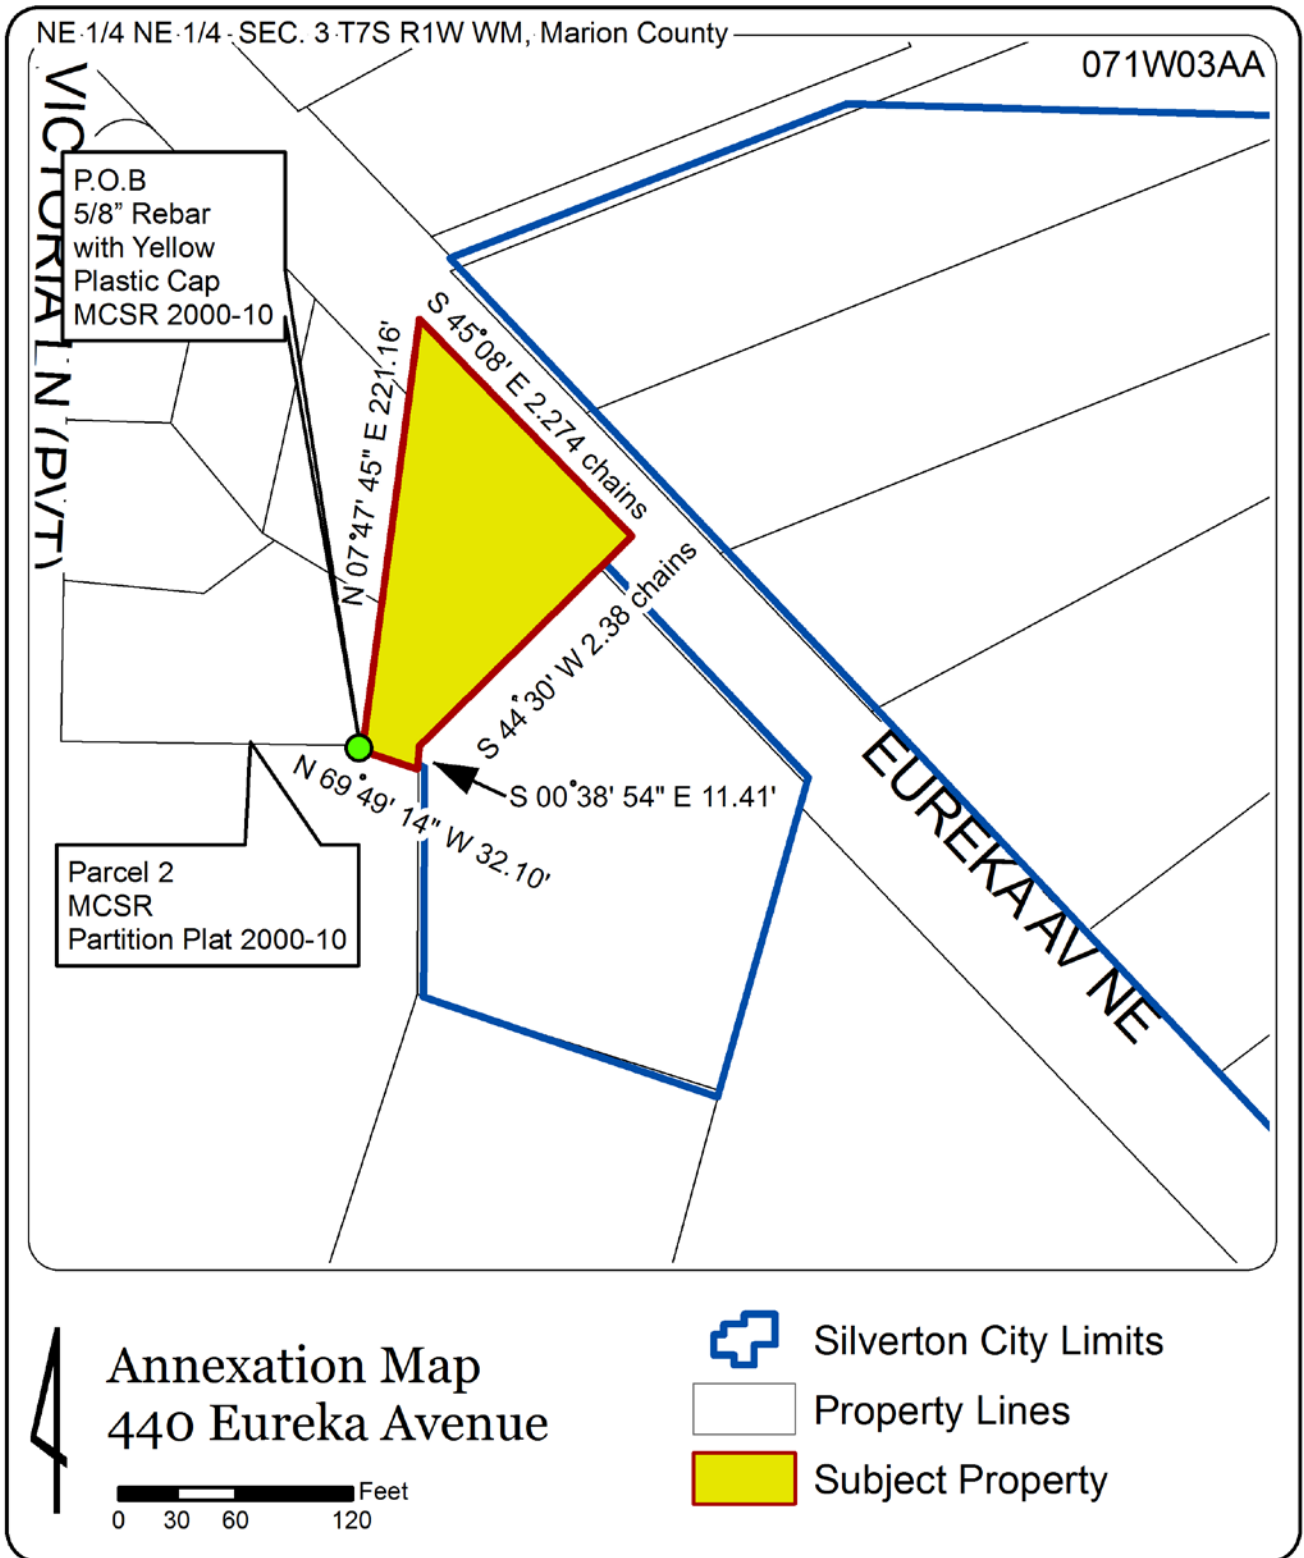 NE 1/4 NE 1/4 - SEC. 3 T7S R1W WM, Marion County
071W03AA
VICTORIA LN (PVT)
P.O.B
5/8” Rebar
with Yellow
Plastic Cap
MCSR 2000-10
S 45°08' E 2.274 chains
N 07°47' 45" E 221.16'
S 44°30' W 2.38 chains
S 00°38' 54" E 11.41'
N 69°49' 14" W 32.10'
EUREKA AV NE
Parcel 2
MCSR
Partition Plat 2000-10
Annexation Map
440 Eureka Avenue
Feet
0 30 60 120
Silverton City Limits
Property Lines
Subject Property